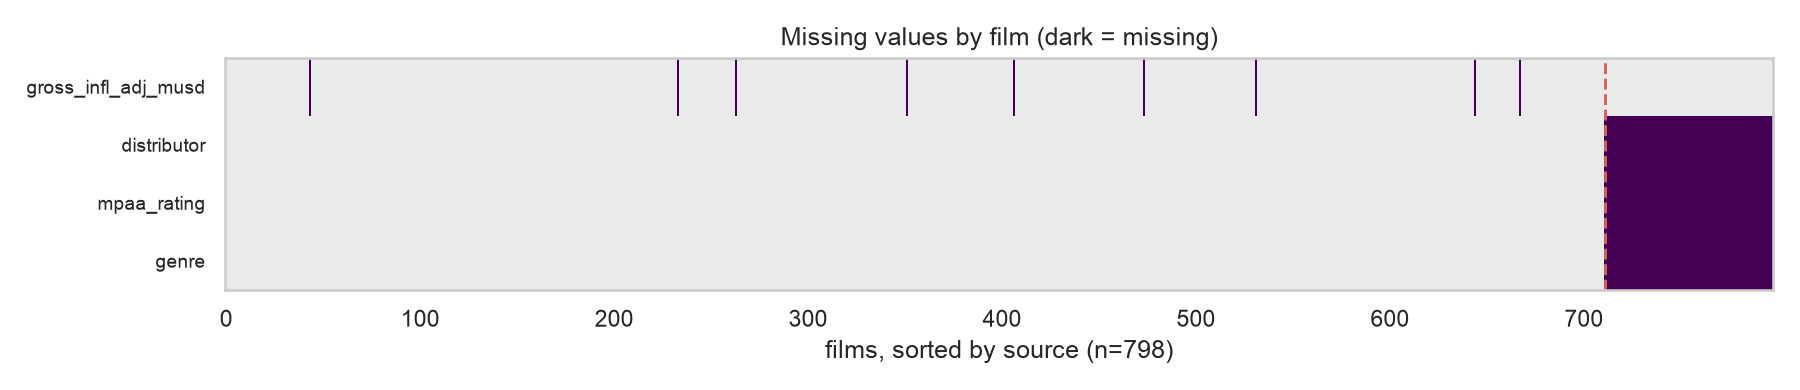 Missing values by film (dark = missing)
gross_infl_adj_musd
distributor
mpaa_rating
genre
0 100 200 300 400 500 600 700
films, sorted by source (n=798)